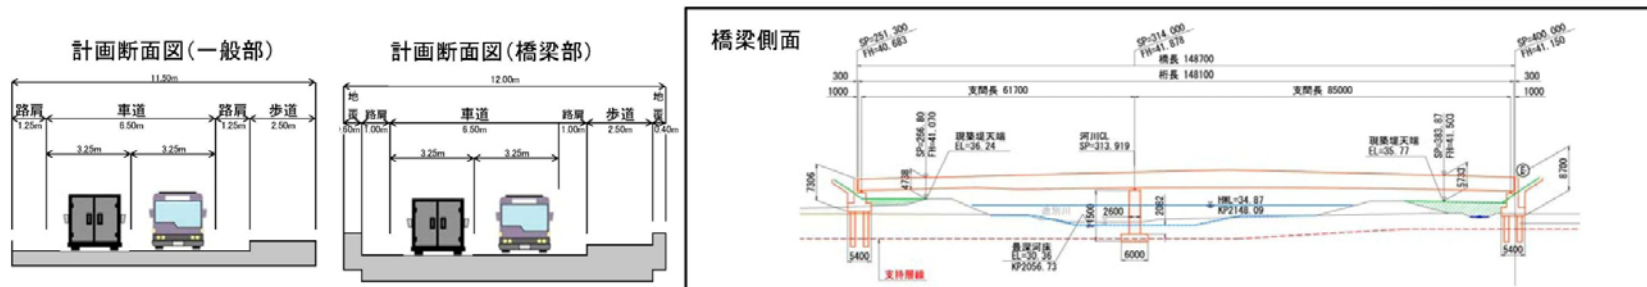 計画断面図(一般部)
11.50m
路肩 車道 路肩 歩道
1.25m 6.50m 1.25m 2.50m
3.25m 3.25m
計画断面図(橋梁部)
12.00m
地覆 路肩 車道 路肩 歩道 地覆
0.60m 1.00m 6.50m 1.00m 2.50m 0.40m
3.25m 3.25m
橋梁側面
SP=251.300
FH=40.683
SP=314.000
FH=41.878
SP=400.000
FH=41.150
橋長 148700
300 桁長 148100 300
1000 支間長 61700 支間長 85000 1000
SP=266.80
FH=41.070
現築堤天端
EL=36.24
河川CL
SP=313.919
現築堤天端
EL=35.77
SP=383.87
FH=41.503
7306
4738
5733
8700
HWL=34.87
KP2148.09
11500
2600
2082
最深河床
EL=30.36
KP2056.73
5400
6000
5400
支持層線